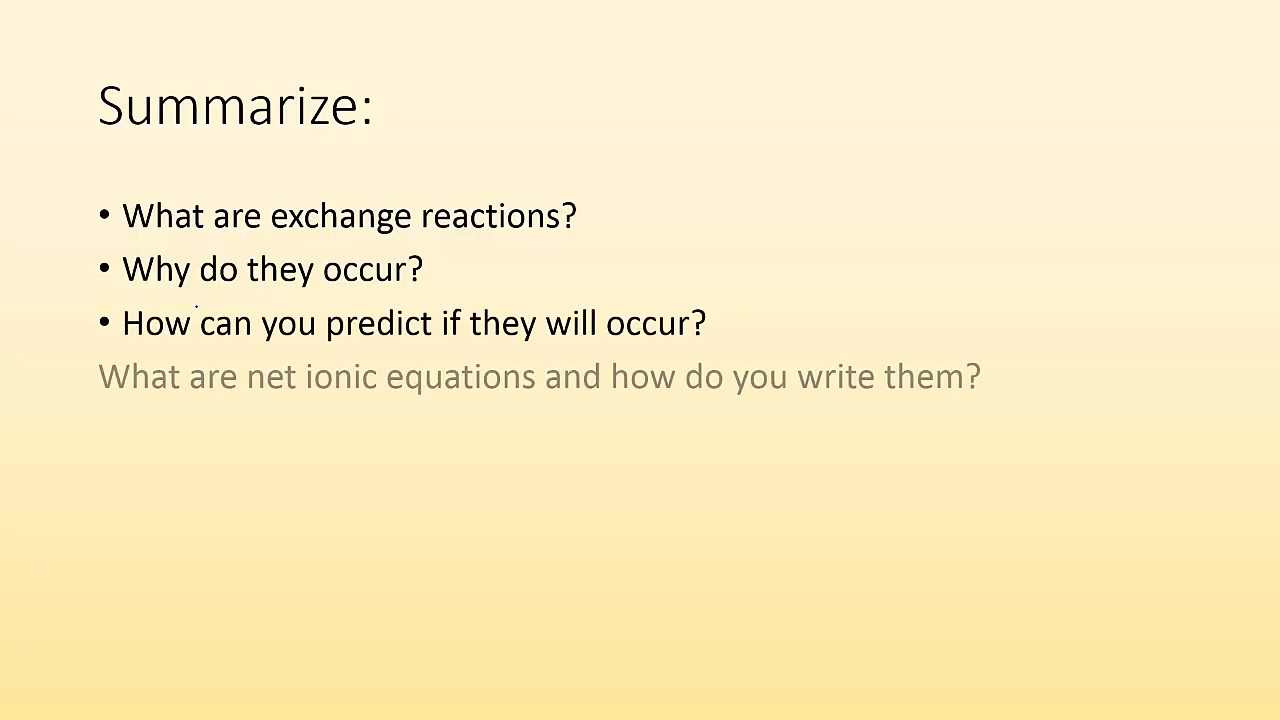 Summarize:
• What are exchange reactions?
• Why do they occur?
• How can you predict if they will occur?
What are net ionic equations and how do you write them?